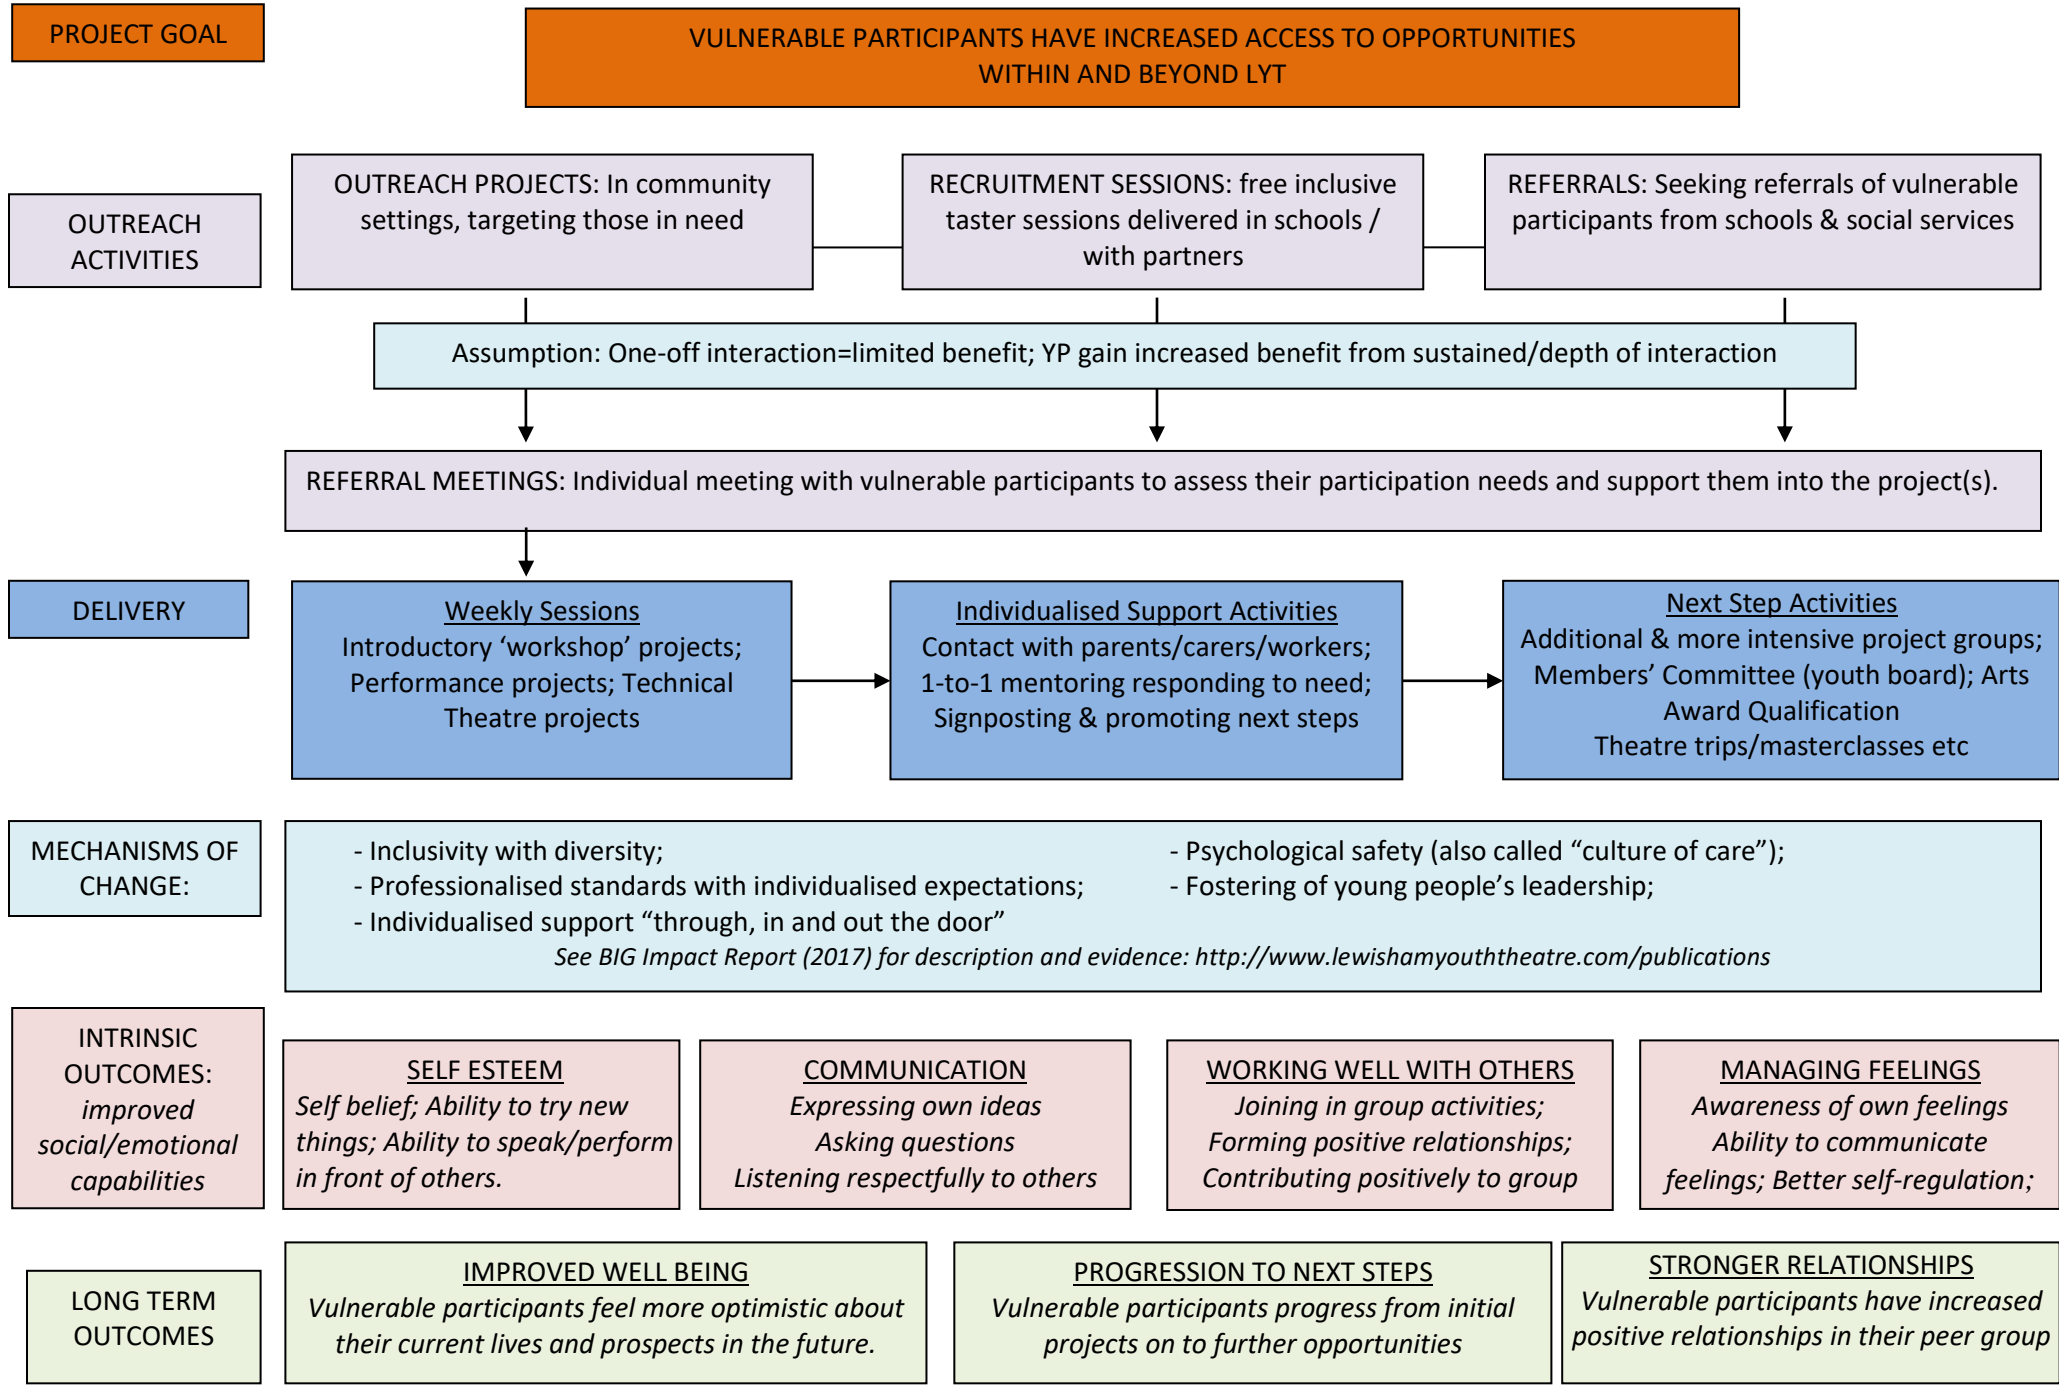 PROJECT GOAL
VULNERABLE PARTICIPANTS HAVE INCREASED ACCESS TO OPPORTUNITIES
WITHIN AND BEYOND LYT
OUTREACH
ACTIVITIES
OUTREACH PROJECTS: In community
settings, targeting those in need
RECRUITMENT SESSIONS: free inclusive
taster sessions delivered in schools /
with partners
REFERRALS: Seeking referrals of vulnerable
participants from schools & social services
Assumption: One-off interaction=limited benefit; YP gain increased benefit from sustained/depth of interaction
REFERRAL MEETINGS: Individual meeting with vulnerable participants to assess their participation needs and support them into the project(s).
DELIVERY
Weekly Sessions
Introductory ‘workshop’ projects;
Performance projects; Technical
Theatre projects
Individualised Support Activities
Contact with parents/carers/workers;
1-to-1 mentoring responding to need;
Signposting & promoting next steps
Next Step Activities
Additional & more intensive project groups;
Members’ Committee (youth board); Arts
Award Qualification
Theatre trips/masterclasses etc
MECHANISMS OF
CHANGE:
- Inclusivity with diversity;
- Professionalised standards with individualised expectations;
- Individualised support “through, in and out the door”
- Psychological safety (also called “culture of care”);
- Fostering of young people’s leadership;
See BIG Impact Report (2017) for description and evidence: http://www.lewishamyouththeatre.com/publications
INTRINSIC
OUTCOMES:
improved
social/emotional
capabilities
SELF ESTEEM
Self belief; Ability to try new
things; Ability to speak/perform
in front of others.
COMMUNICATION
Expressing own ideas
Asking questions
Listening respectfully to others
WORKING WELL WITH OTHERS
Joining in group activities;
Forming positive relationships;
Contributing positively to group
MANAGING FEELINGS
Awareness of own feelings
Ability to communicate
feelings; Better self-regulation;
LONG TERM
OUTCOMES
IMPROVED WELL BEING
Vulnerable participants feel more optimistic about
their current lives and prospects in the future.
PROGRESSION TO NEXT STEPS
Vulnerable participants progress from initial
projects on to further opportunities
STRONGER RELATIONSHIPS
Vulnerable participants have increased
positive relationships in their peer group